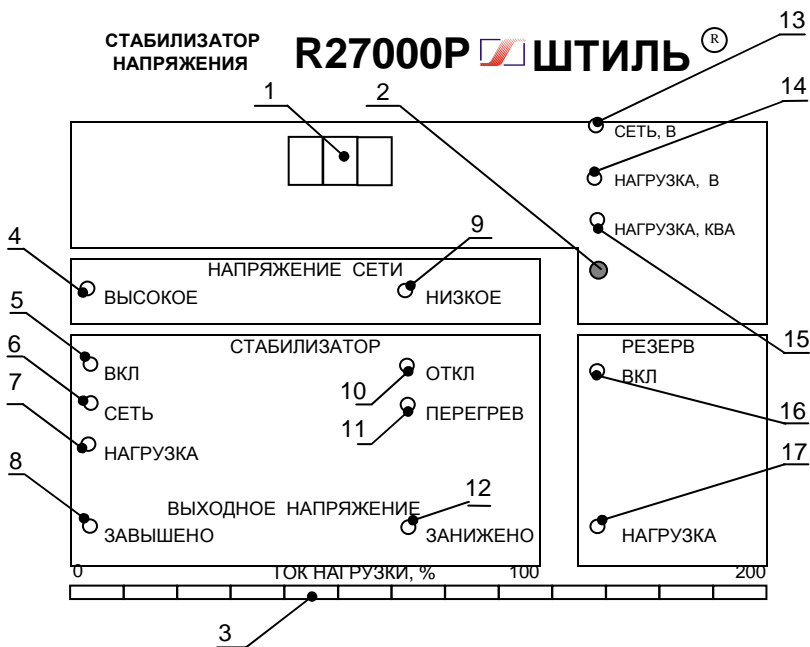 СТАБИЛИЗАТОР
НАПРЯЖЕНИЯ
R27000P ШТИЛЬ ®
13
14
1
2
СЕТЬ, В
НАГРУЗКА, В
НАГРУЗКА, КВА
4
9
НАПРЯЖЕНИЕ СЕТИ
ВЫСОКОЕ
НИЗКОЕ
5
6
7
8
СТАБИЛИЗАТОР
ВКЛ
СЕТЬ
НАГРУЗКА
10
ОТКЛ
11
ПЕРЕГРЕВ
ВЫХОДНОЕ НАПРЯЖЕНИЕ
12
ЗАВЫШЕНО
ЗАНИЖЕНО
15
РЕЗЕРВ
ВКЛ
16
17
НАГРУЗКА
0
ТОК НАГРУЗКИ, %
100
200
3